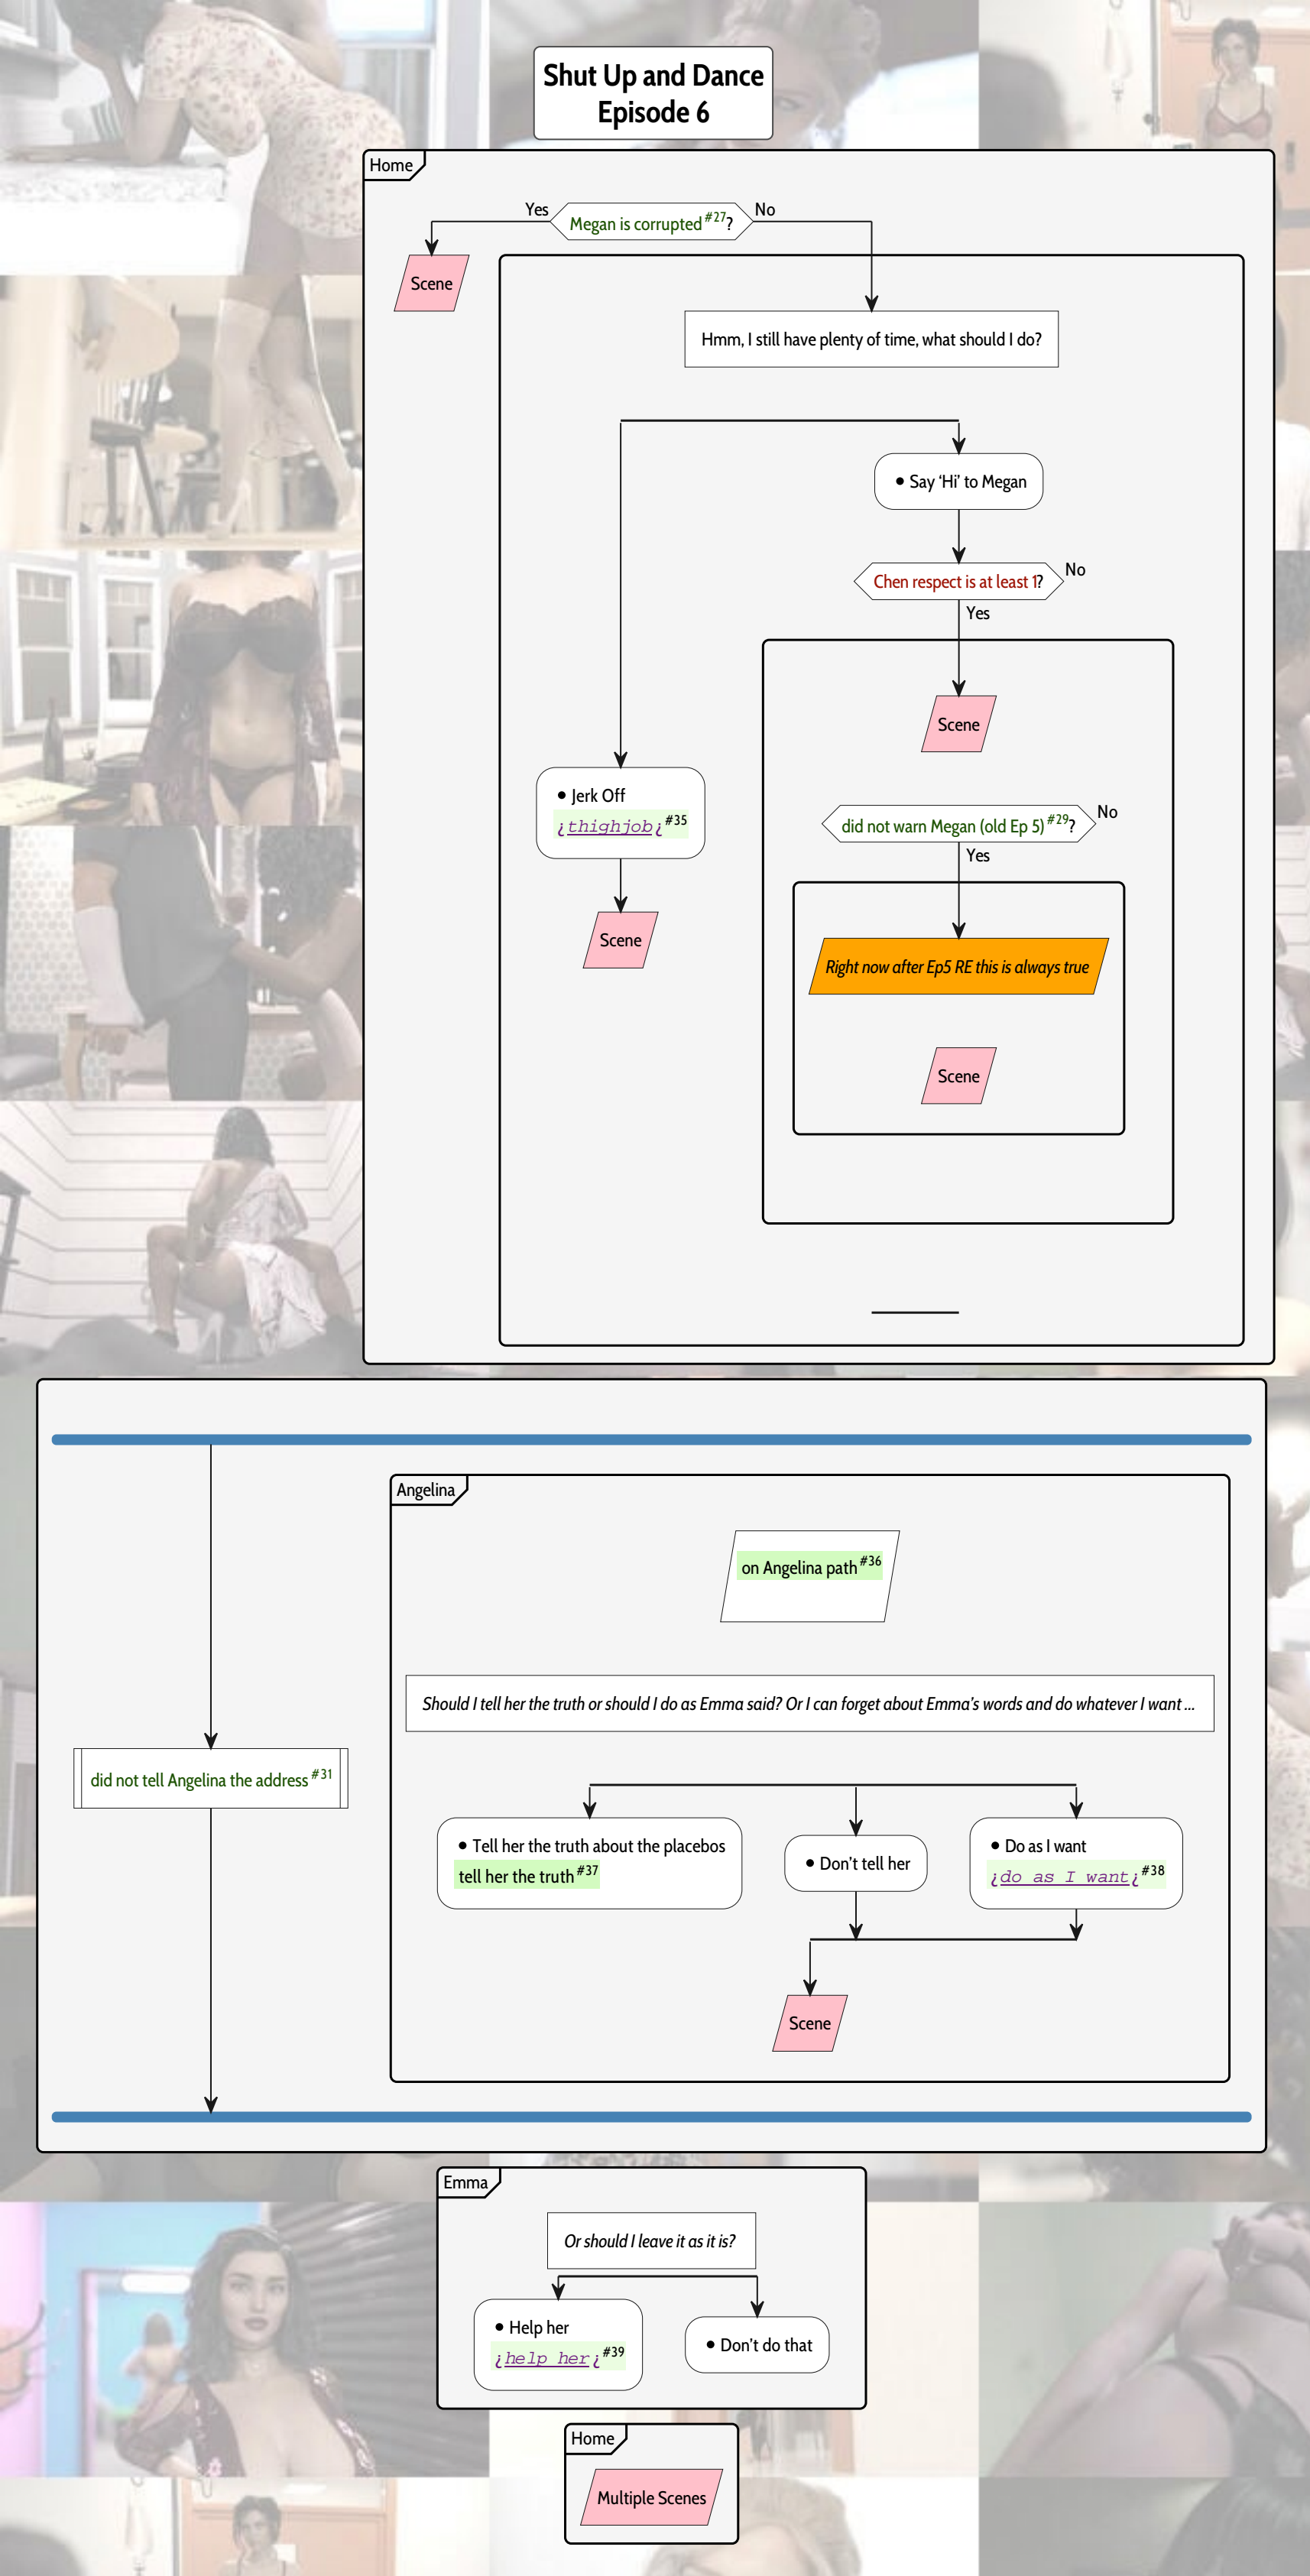 Shut Up and Dance
Episode 6
Home
Yes
Megan is corrupted #27?
No
Scene
Hmm, I still have plenty of time, what should I do?
• Say ‘Hi’ to Megan
Chen respect is at least 1?
No
Yes
Scene
• Jerk Off
¿thighjob¿ #35
Scene
did not warn Megan (old Ep 5) #29?
No
Yes
Right now after Ep5 RE this is always true
Scene
Angelina
on Angelina path #36
Should I tell her the truth or should I do as Emma said? Or I can forget about Emma’s words and do whatever I want ...
did not tell Angelina the address #31
• Tell her the truth about the placebos
tell her the truth #37
• Don’t tell her
• Do as I want
¿do as I want¿ #38
Scene
Emma
Or should I leave it as it is?
• Help her
¿help her¿ #39
• Don’t do that
Home
Multiple Scenes